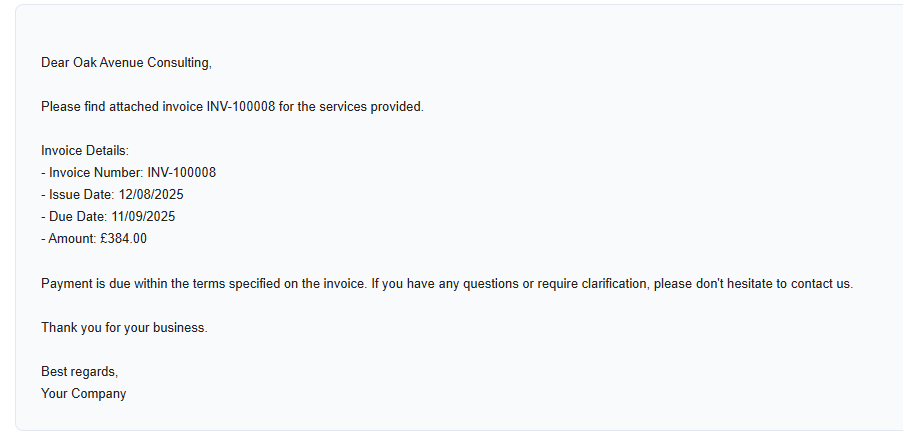 Dear Oak Avenue Consulting,
Please find attached invoice INV-100008 for the services provided.
Invoice Details:
- Invoice Number: INV-100008
- Issue Date: 12/08/2025
- Due Date: 11/09/2025
- Amount: £384.00
Payment is due within the terms specified on the invoice. If you have any questions or require clarification, please don't hesitate to contact us.
Thank you for your business.
Best regards,
Your Company